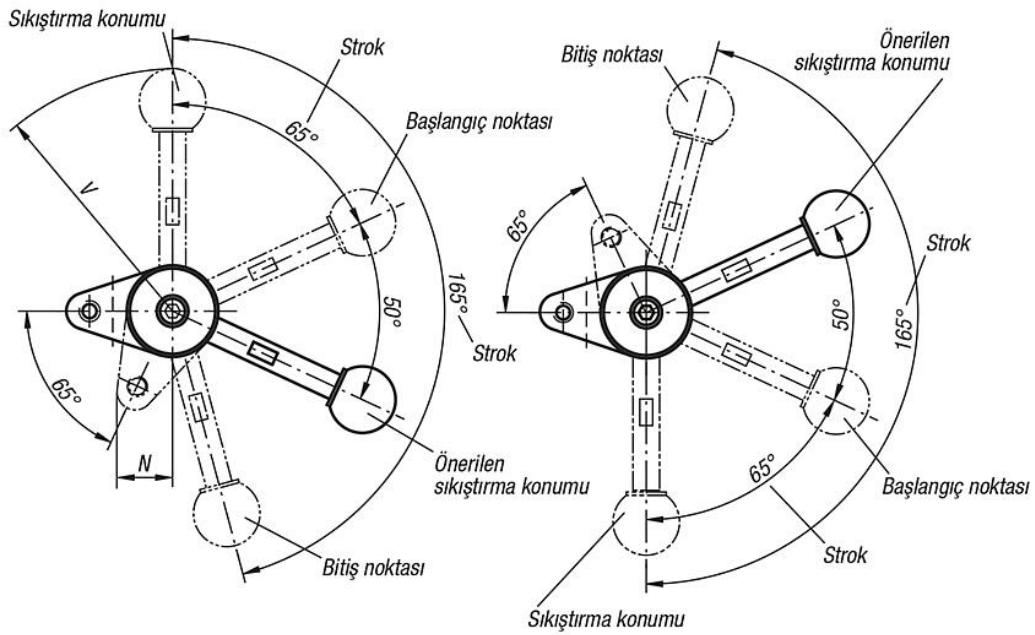 Sıkıştırma konumu
Strok
65°
Başlangıç noktası
V
50°
165°
Strok
65°
N
Önerilen
sıkıştırma konumu
Bitiş noktası
Bitiş noktası
Önerilen
sıkıştırma konumu
65°
Strok
50°
165°
65°
Başlangıç noktası
Strok
Sıkıştırma konumu